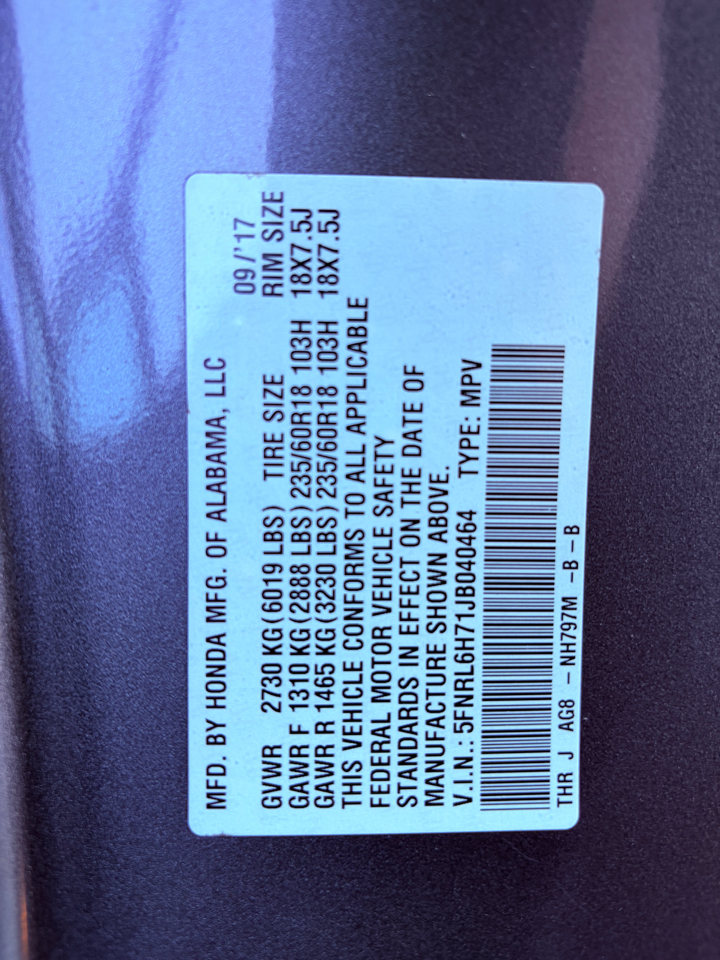 MFD. BY HONDA MFG. OF ALABAMA, LLC 09/'17
GVWR 2730 KG(6019 LBS) TIRE SIZE RIM SIZE
GAWR F 1310 KG(2888 LBS) 235/60R18 103H 18X7.5J
GAWR R 1465 KG(3230 LBS) 235/60R18 103H 18X7.5J
THIS VEHICLE CONFORMS TO ALL APPLICABLE
FEDERAL MOTOR VEHICLE SAFETY
STANDARDS IN EFFECT ON THE DATE OF
MANUFACTURE SHOWN ABOVE.
V.I.N.: 5FNRL6H71JB040464 TYPE: MPV
THR J AG8 - NH797M -B-B